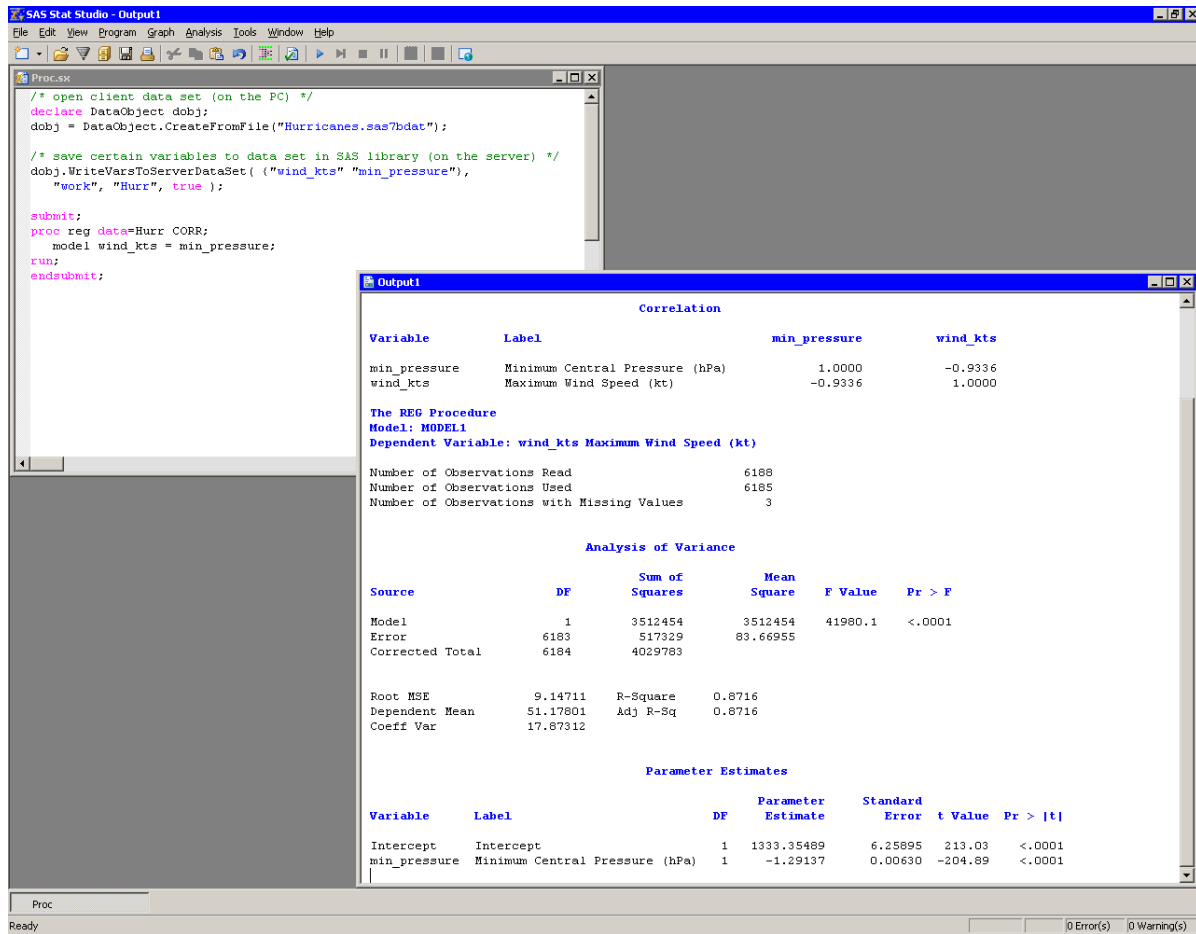 SAS Stat Studio - Output1
File Edit View Program Graph Analysis Tools Window Help
Proc.sx
/* open client data set (on the PC) */
declare DataObject dobj;
dobj = DataObject.CreateFromFile("Hurricanes.sas7bdat");
/* save certain variables to data set in SAS library (on the server) */
dobj.WriteVarsToServerDataSet( {"wind_kts" "min_pressure"},
"work", "Hurr", true );
submit;
proc reg data=Hurr CORR;
model wind_kts = min_pressure;
run;
endsubmit;
Output1
Correlation
Variable Label min_pressure wind_kts
min_pressure Minimum Central Pressure (hPa) 1.0000 -0.9336
wind_kts Maximum Wind Speed (kt) -0.9336 1.0000
The REG Procedure
Model: MODEL1
Dependent Variable: wind_kts Maximum Wind Speed (kt)
Number of Observations Read 6188
Number of Observations Used 6185
Number of Observations with Missing Values 3
Analysis of Variance
Sum of Mean
Source DF Squares Square F Value Pr > F
Model 1 3512454 3512454 41980.1 <.0001
Error 6183 517329 83.66955
Corrected Total 6184 4029783
Root MSE 9.14711 R-Square 0.8716
Dependent Mean 51.17801 Adj R-Sq 0.8716
Coeff Var 17.87312
Parameter Estimates
Parameter Standard
Variable Label DF Estimate Error t Value Pr > |t|
Intercept Intercept 1 1333.35489 6.25895 213.03 <.0001
min_pressure Minimum Central Pressure (hPa) 1 -1.29137 0.00630 -204.89 <.0001
Proc
Ready 0 Error(s) 0 Warning(s)